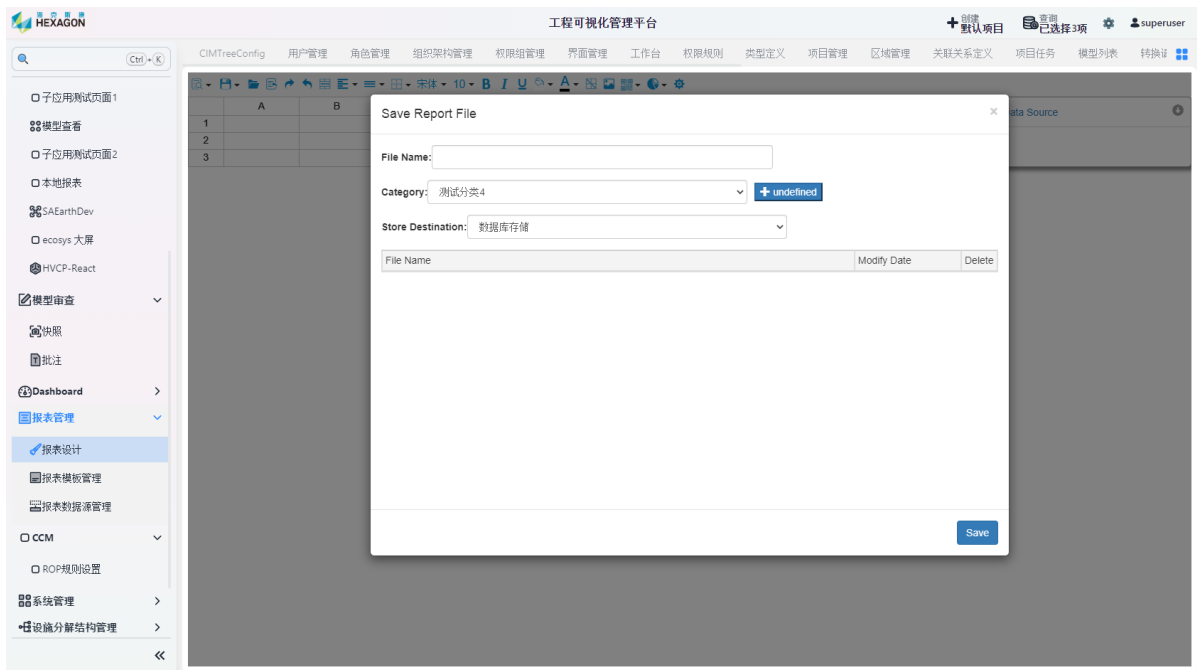 海克斯康
HEXAGON
工程可视化管理平台
创建
默认项目
查询
已选择3项
superuser
Ctrl + K
CIMTreeConfig 用户管理 角色管理 组织架构管理 权限组管理 界面管理 工作台 权限规则 类型定义 项目管理 区域管理 关联关系定义 项目任务 模型列表
子应用测试页面1
模型查看
子应用测试页面2
本地报表
SAEarthDev
ecosys 大屏
HVCP-React
模型审查
快照
批注
Dashboard
报表管理
报表设计
报表模板管理
报表数据源管理
CCM
ROP规则设置
系统管理
设施分解结构管理
宋体 10 B I U A
A B
1
2
3
ata Source
Save Report File ×
File Name:
Category: 测试分类4 undefined
Store Destination: 数据库存储
File Name Modify Date Delete
Save